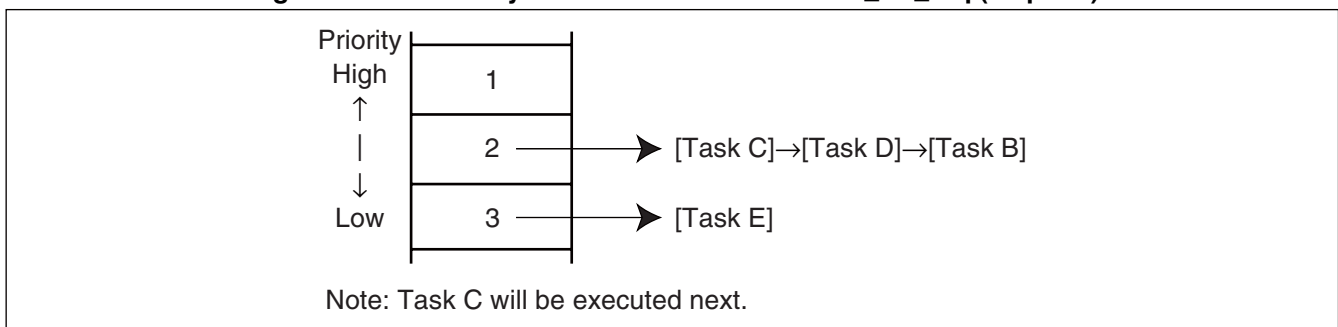 Priority
High
↑
|
↓
Low
1
2 → [Task C]→[Task D]→[Task B]
3 → [Task E]
Note: Task C will be executed next.